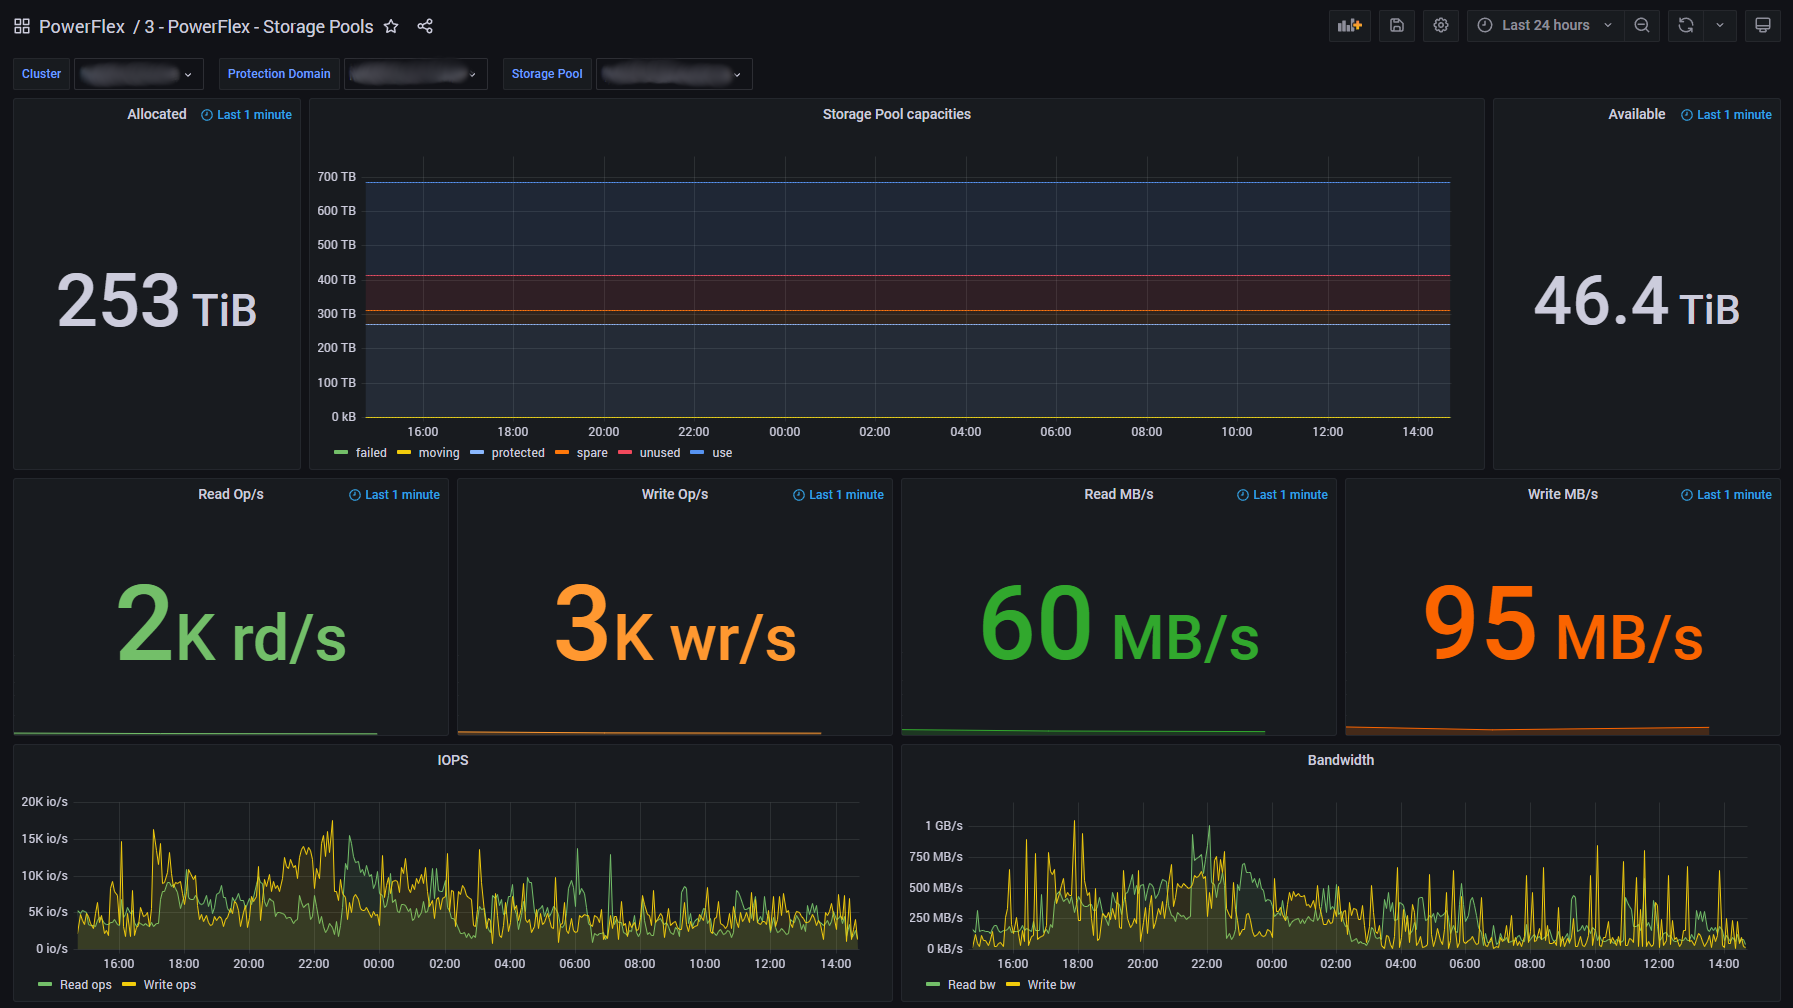 PowerFlex / 3 - PowerFlex - Storage Pools
Last 24 hours
Cluster
Protection Domain
Storage Pool
Allocated
Last 1 minute
253 TiB
Storage Pool capacities
700 TB
600 TB
500 TB
400 TB
300 TB
200 TB
100 TB
0 kB
16:00 18:00 20:00 22:00 00:00 02:00 04:00 06:00 08:00 10:00 12:00 14:00
failed moving protected spare unused use
Available
Last 1 minute
46.4 TiB
Read Op/s
Last 1 minute
2K rd/s
Write Op/s
Last 1 minute
3K wr/s
Read MB/s
Last 1 minute
60 MB/s
Write MB/s
Last 1 minute
95 MB/s
IOPS
20K io/s
15K io/s
10K io/s
5K io/s
0 io/s
16:00 18:00 20:00 22:00 00:00 02:00 04:00 06:00 08:00 10:00 12:00 14:00
Read ops Write ops
Bandwidth
1 GB/s
750 MB/s
500 MB/s
250 MB/s
0 kB/s
16:00 18:00 20:00 22:00 00:00 02:00 04:00 06:00 08:00 10:00 12:00 14:00
Read bw Write bw